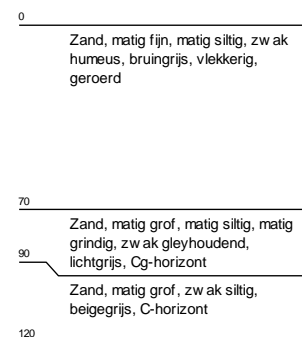 0
Zand, matig fijn, matig siltig, zwak
humeus, bruingrijs, vlekkerig,
geroerd
70
Zand, matig grof, matig siltig, matig
grindig, zwak gleyhoudend,
lichtgrijs, Cg-horizont
90
Zand, matig grof, zwak siltig,
beigegrijs, C-horizont
120